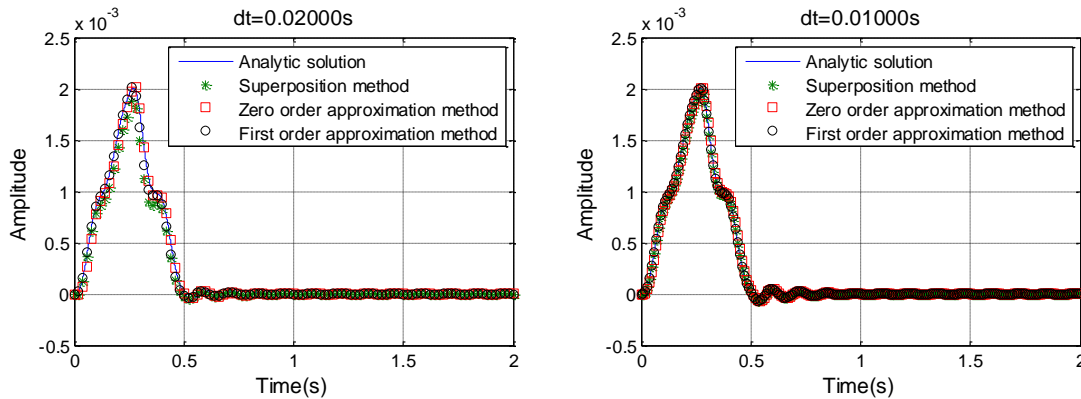 dt=0.02000s
x 10^-3
2.5
2
1.5
1
0.5
0
-0.5
Amplitude
Analytic solution
Superposition method
Zero order approximation method
First order approximation method
0
0.5
1
1.5
2
Time(s)
dt=0.01000s
x 10^-3
2.5
2
1.5
1
0.5
0
-0.5
Amplitude
Analytic solution
Superposition method
Zero order approximation method
First order approximation method
0
0.5
1
1.5
2
Time(s)